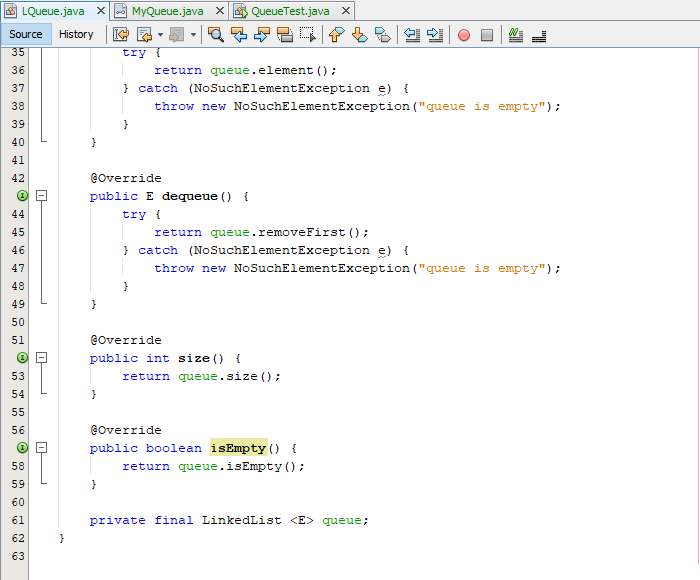 LQueue.java MyQueue.java QueueTest.java
Source History
35 try {
36 return queue.element();
37 } catch (NoSuchElementException e) {
38 throw new NoSuchElementException("queue is empty");
39 }
40 }
41
42 @Override
public E dequeue() {
44 try {
45 return queue.removeFirst();
46 } catch (NoSuchElementException e) {
47 throw new NoSuchElementException("queue is empty");
48 }
49 }
50
51 @Override
public int size() {
53 return queue.size();
54 }
55
56 @Override
public boolean isEmpty() {
58 return queue.isEmpty();
59 }
60
61 private final LinkedList <E> queue;
62 }
63